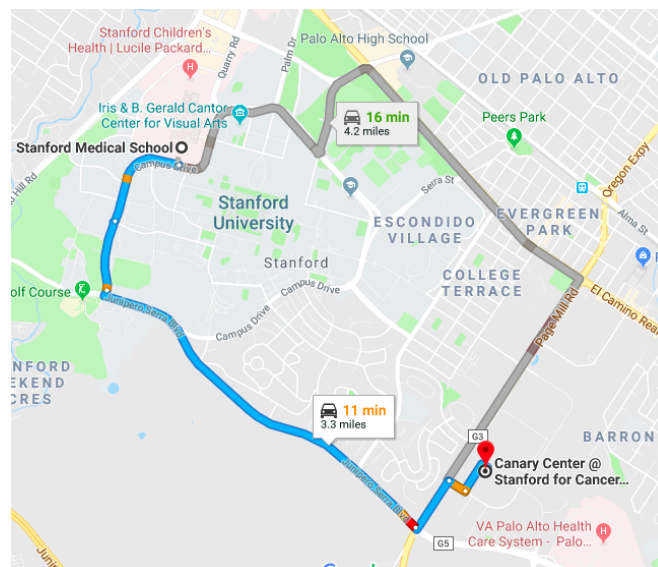 Stanford Children's
Health | Lucile Packard...
Quarry Rd
Palm Dr
Palo Alto High School
OLD PALO ALTO
Iris & B. Gerald Cantor
Center for Visual Arts
16 min
4.2 miles
Peers Park
Stanford Medical School
Campus Drive
Oregon Expy
Serra St
Alma St
Stanford
University
ESCONDIDO
VILLAGE
EVERGREEN
PARK
Stanford
COLLEGE
TERRACE
olf Course
Junipero Serra Blvd
Campus Drive
Campus Drive
Page Mill Rd
El Camino Rea
NFORD
EKEND
CRES
11 min
3.3 miles
G3
BARRON
Canary Center @
Stanford for Cancer...
Junipero Serra Blvd
VA Palo Alto Health
Care System - Palo...
G5